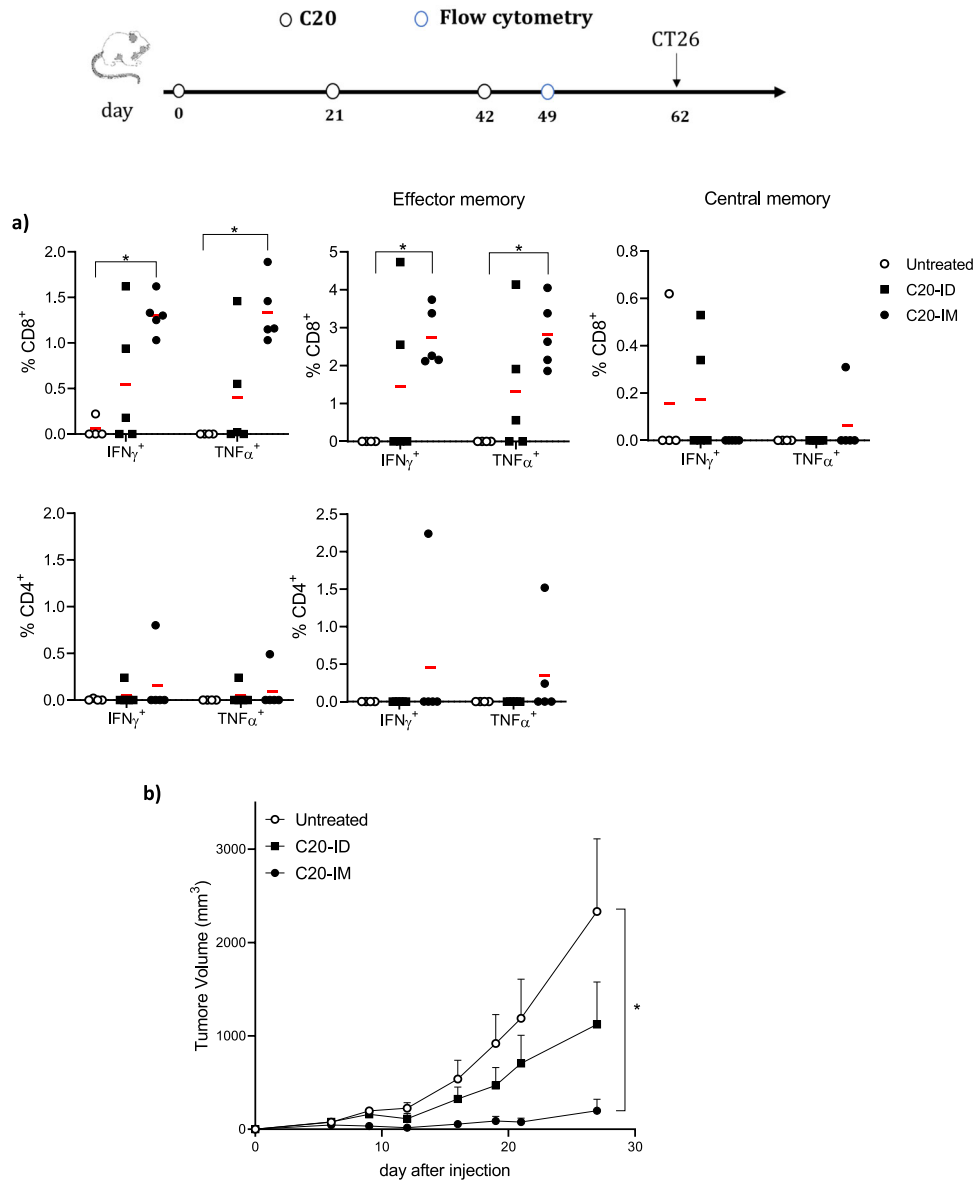 C20 Flow cytometry
CT26
day
0 21 42 49 62
Effector memory Central memory
a)
Untreated
C20-ID
C20-IM
% CD8+
2.0
1.5
1.0
0.5
0.0
IFNγ+ TNFα+
*
*
% CD8+
5
4
3
2
1
0
IFNγ+ TNFα+
*
*
% CD8+
0.8
0.6
0.4
0.2
0.0
IFNγ+ TNFα+
% CD4+
2.0
1.5
1.0
0.5
0.0
IFNγ+ TNFα+
% CD4+
2.5
2.0
1.5
1.0
0.5
0.0
IFNγ+ TNFα+
b)
Untreated
C20-ID
C20-IM
Tumore Volume (mm3)
3000
2000
1000
0
*
0 10 20 30
day after injection